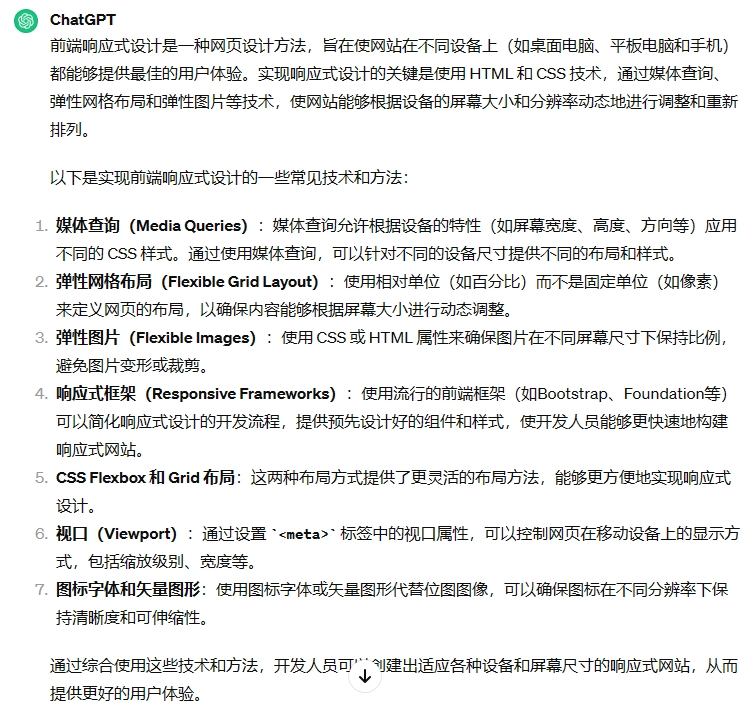 ChatGPT
前端响应式设计是一种网页设计方法，旨在使网站在不同设备上（如桌面电脑、平板电脑和手机）
都能够提供最佳的用户体验。实现响应式设计的关键是使用 HTML 和 CSS 技术，通过媒体查询、
弹性网格布局和弹性图片等技术，使网站能够根据设备的屏幕大小和分辨率动态地进行调整和重新
排列。
以下是实现前端响应式设计的一些常见技术和方法：
1. 媒体查询（Media Queries）：媒体查询允许根据设备的特性（如屏幕宽度、高度、方向等）应用
不同的 CSS 样式。通过使用媒体查询，可以针对不同的设备尺寸提供不同的布局和样式。
2. 弹性网格布局（Flexible Grid Layout）：使用相对单位（如百分比）而不是固定单位（如像素）
来定义网页的布局，以确保内容能够根据屏幕大小进行动态调整。
3. 弹性图片（Flexible Images）：使用 CSS 或 HTML 属性来确保图片在不同屏幕尺寸下保持比例，
避免图片变形或裁剪。
4. 响应式框架（Responsive Frameworks）：使用流行的前端框架（如Bootstrap、Foundation等）
可以简化响应式设计的开发流程，提供预先设计好的组件和样式，使开发人员能够更快速地构建
响应式网站。
5. CSS Flexbox 和 Grid 布局：这两种布局方式提供了更灵活的布局方法，能够更方便地实现响应式
设计。
6. 视口（Viewport）：通过设置 `<meta>` 标签中的视口属性，可以控制网页在移动设备上的显示方
式，包括缩放级别、宽度等。
7. 图标字体和矢量图形：使用图标字体或矢量图形代替位图图像，可以确保图标在不同分辨率下保
持清晰度和可伸缩性。
通过综合使用这些技术和方法，开发人员可以创建出适应各种设备和屏幕尺寸的响应式网站，从而
提供更好的用户体验。